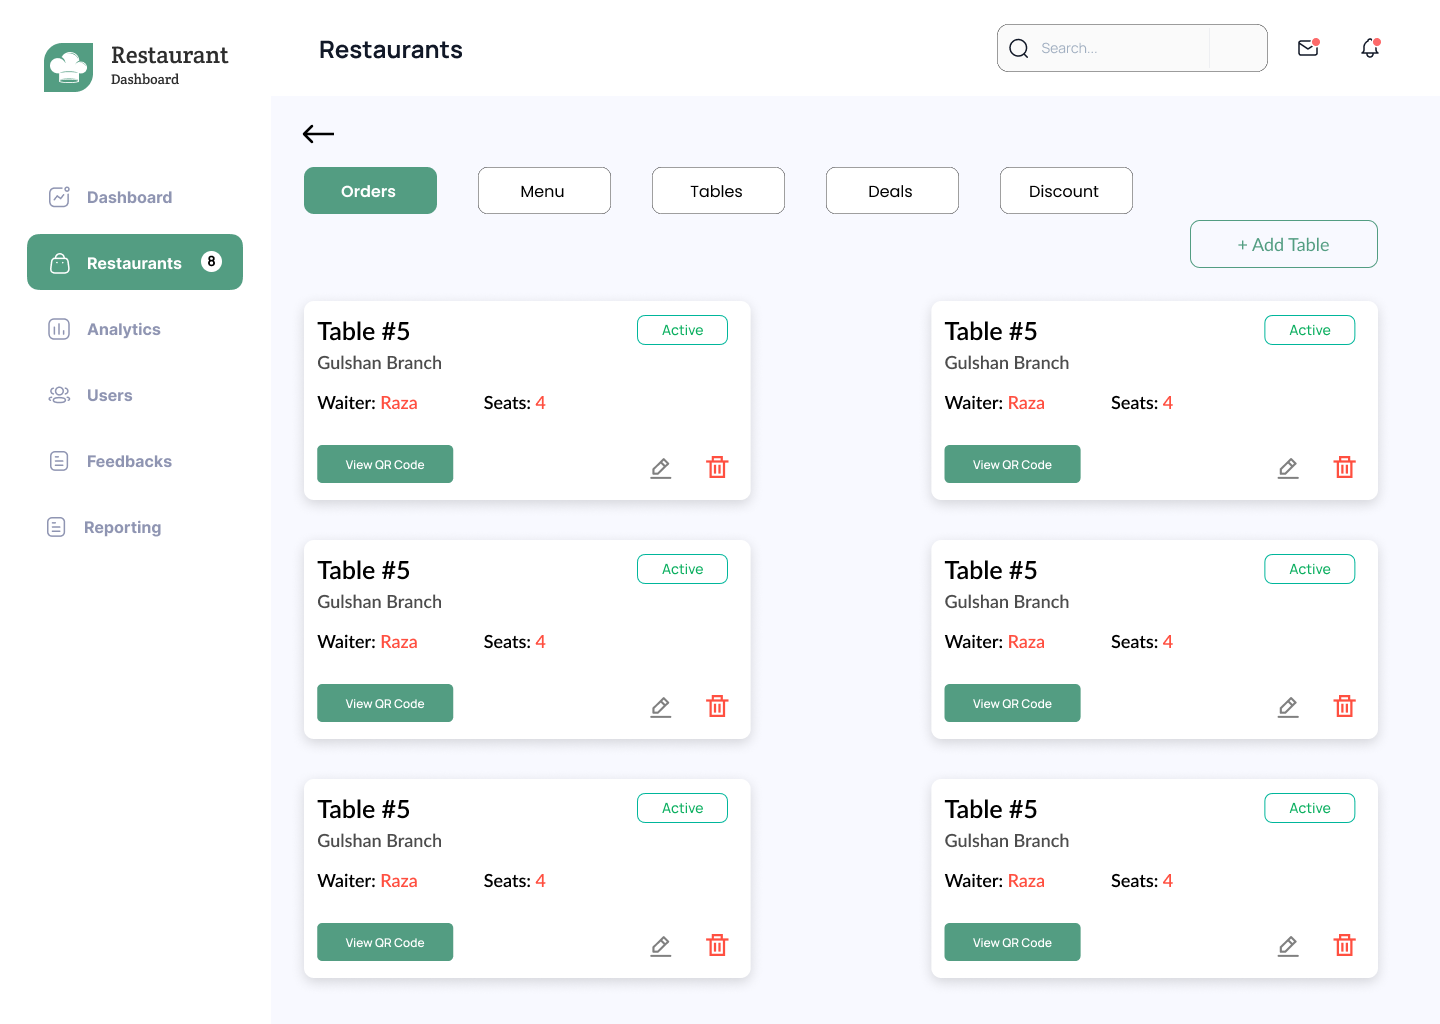 Restaurant
Dashboard
Restaurants
Search...
Dashboard
Restaurants 8
Analytics
Users
Feedbacks
Reporting
Orders
Menu
Tables
Deals
Discount
+ Add Table
Table #5
Active
Gulshan Branch
Waiter: Raza
Seats: 4
View QR Code
Table #5
Active
Gulshan Branch
Waiter: Raza
Seats: 4
View QR Code
Table #5
Active
Gulshan Branch
Waiter: Raza
Seats: 4
View QR Code
Table #5
Active
Gulshan Branch
Waiter: Raza
Seats: 4
View QR Code
Table #5
Active
Gulshan Branch
Waiter: Raza
Seats: 4
View QR Code
Table #5
Active
Gulshan Branch
Waiter: Raza
Seats: 4
View QR Code